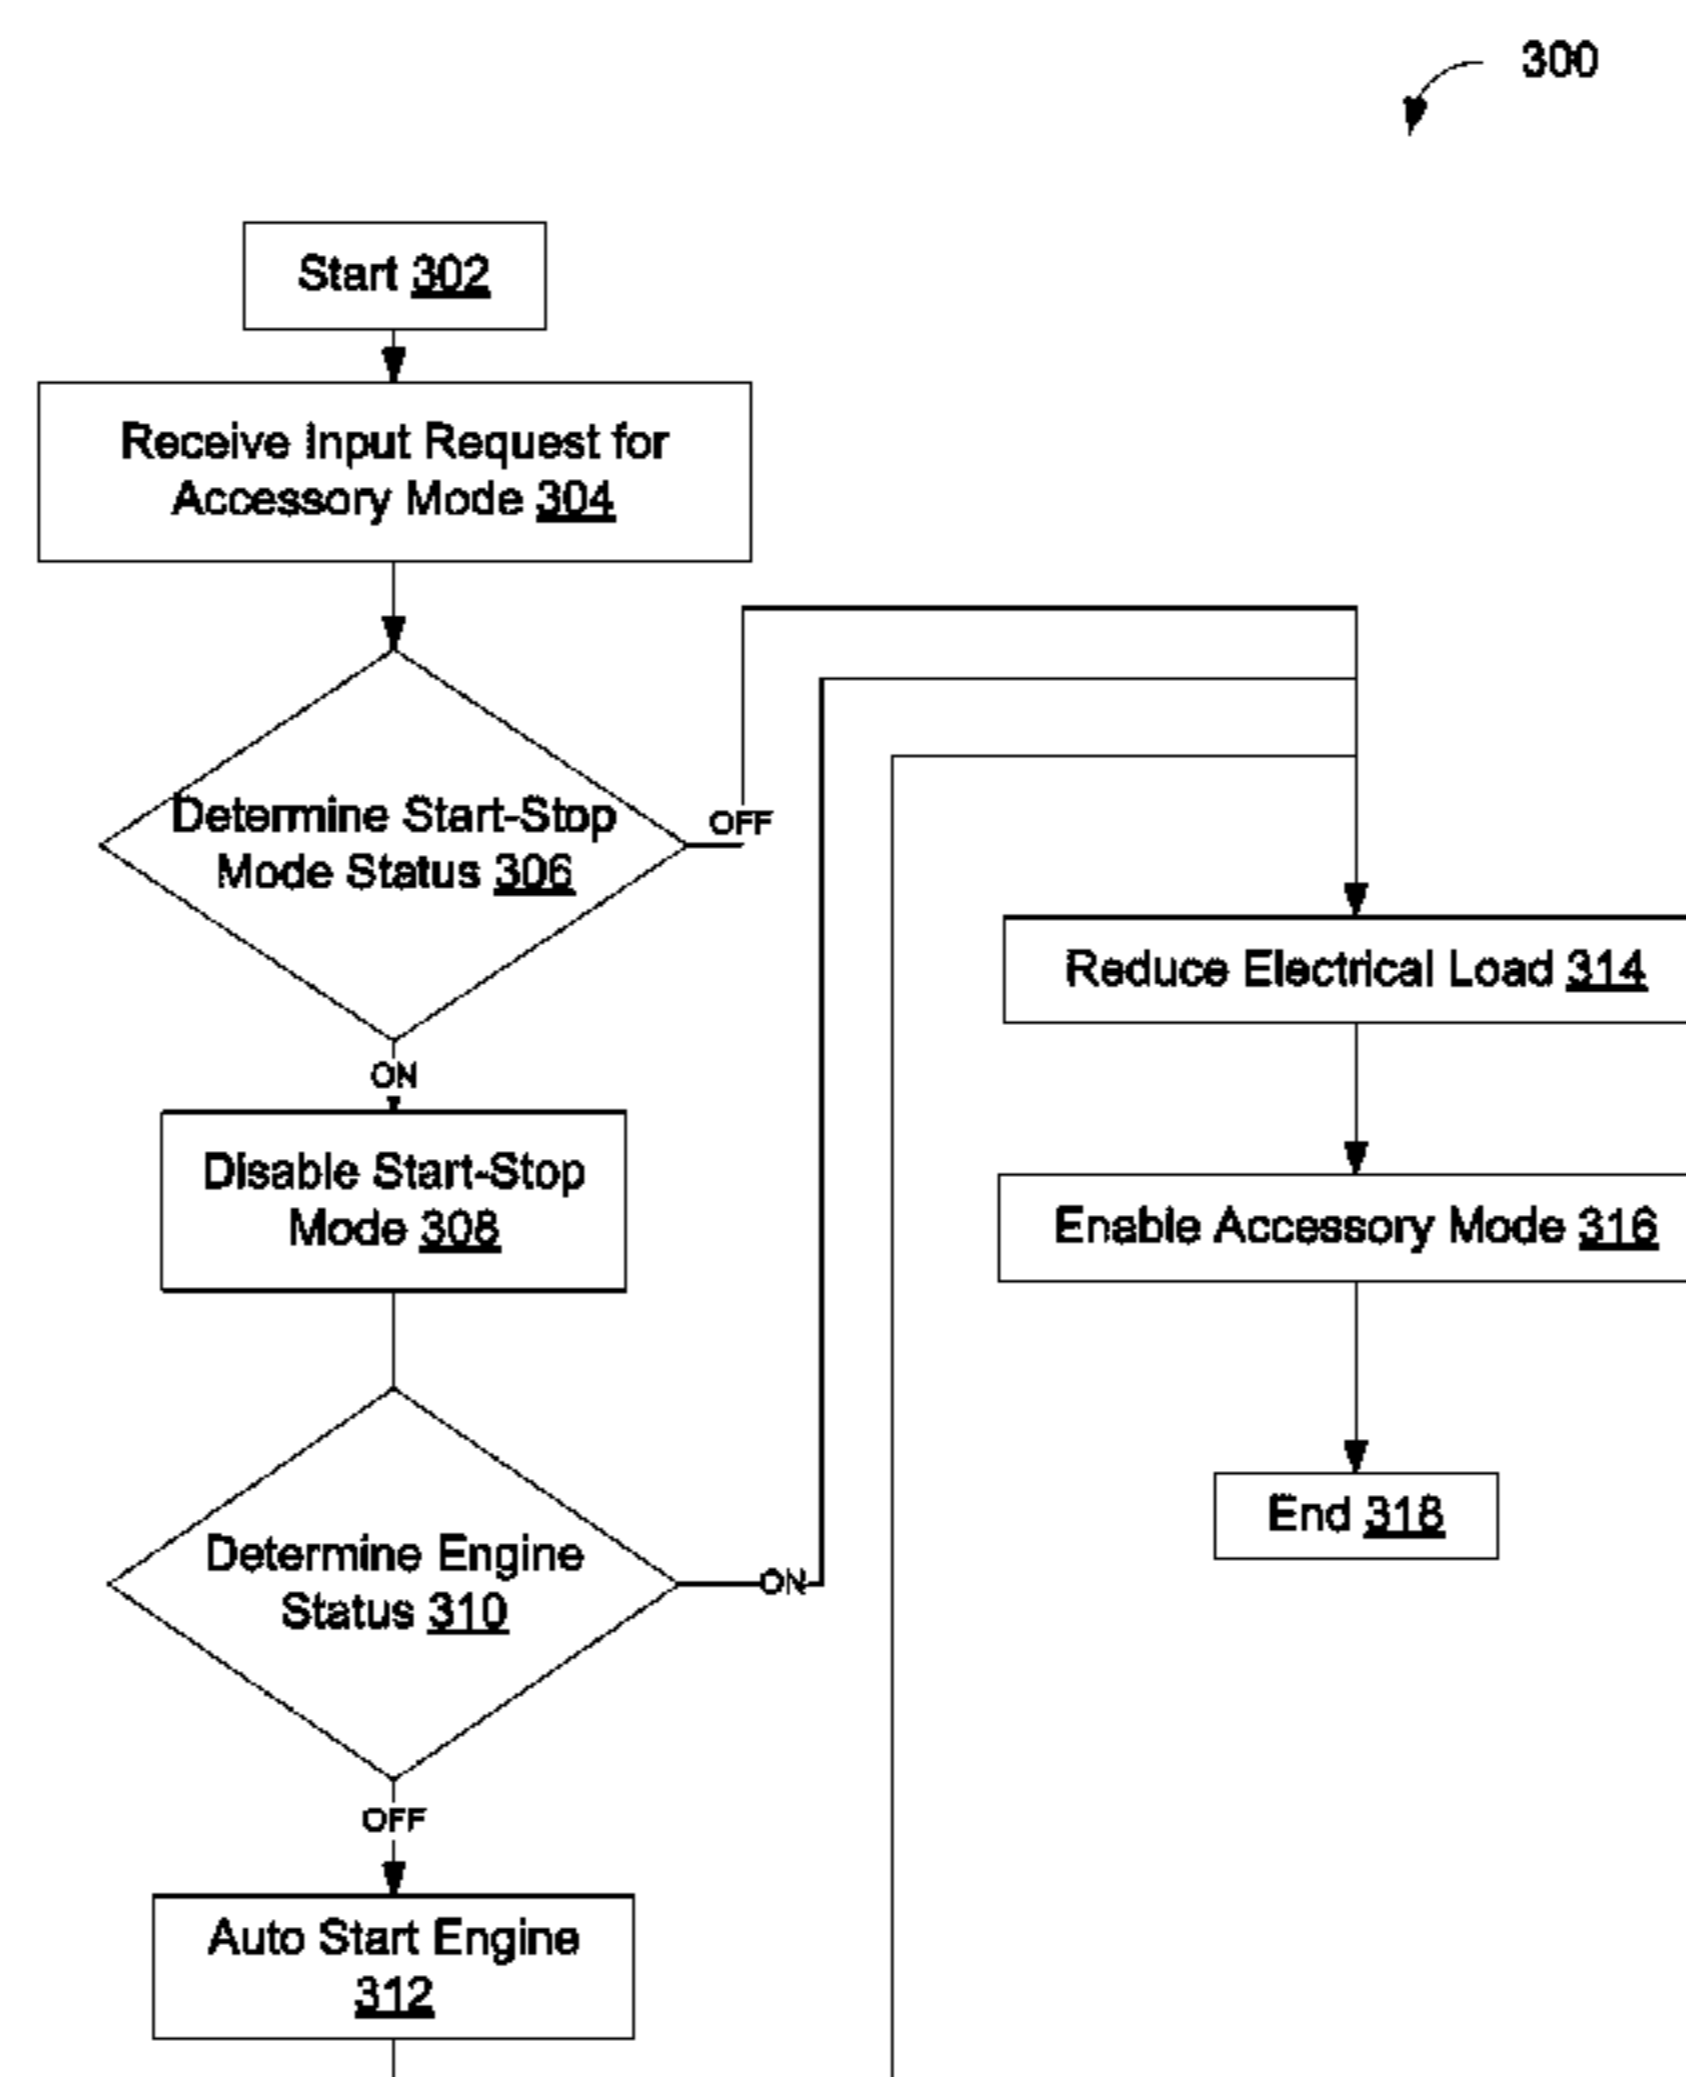 300
Start 302
Receive Input Request for
Accessory Mode 304
Determine Start-Stop
Mode Status 306
OFF
ON
Disable Start-Stop
Mode 308
Determine Engine
Status 310
ON
OFF
Auto Start Engine
312
Reduce Electrical Load 314
Enable Accessory Mode 316
End 318